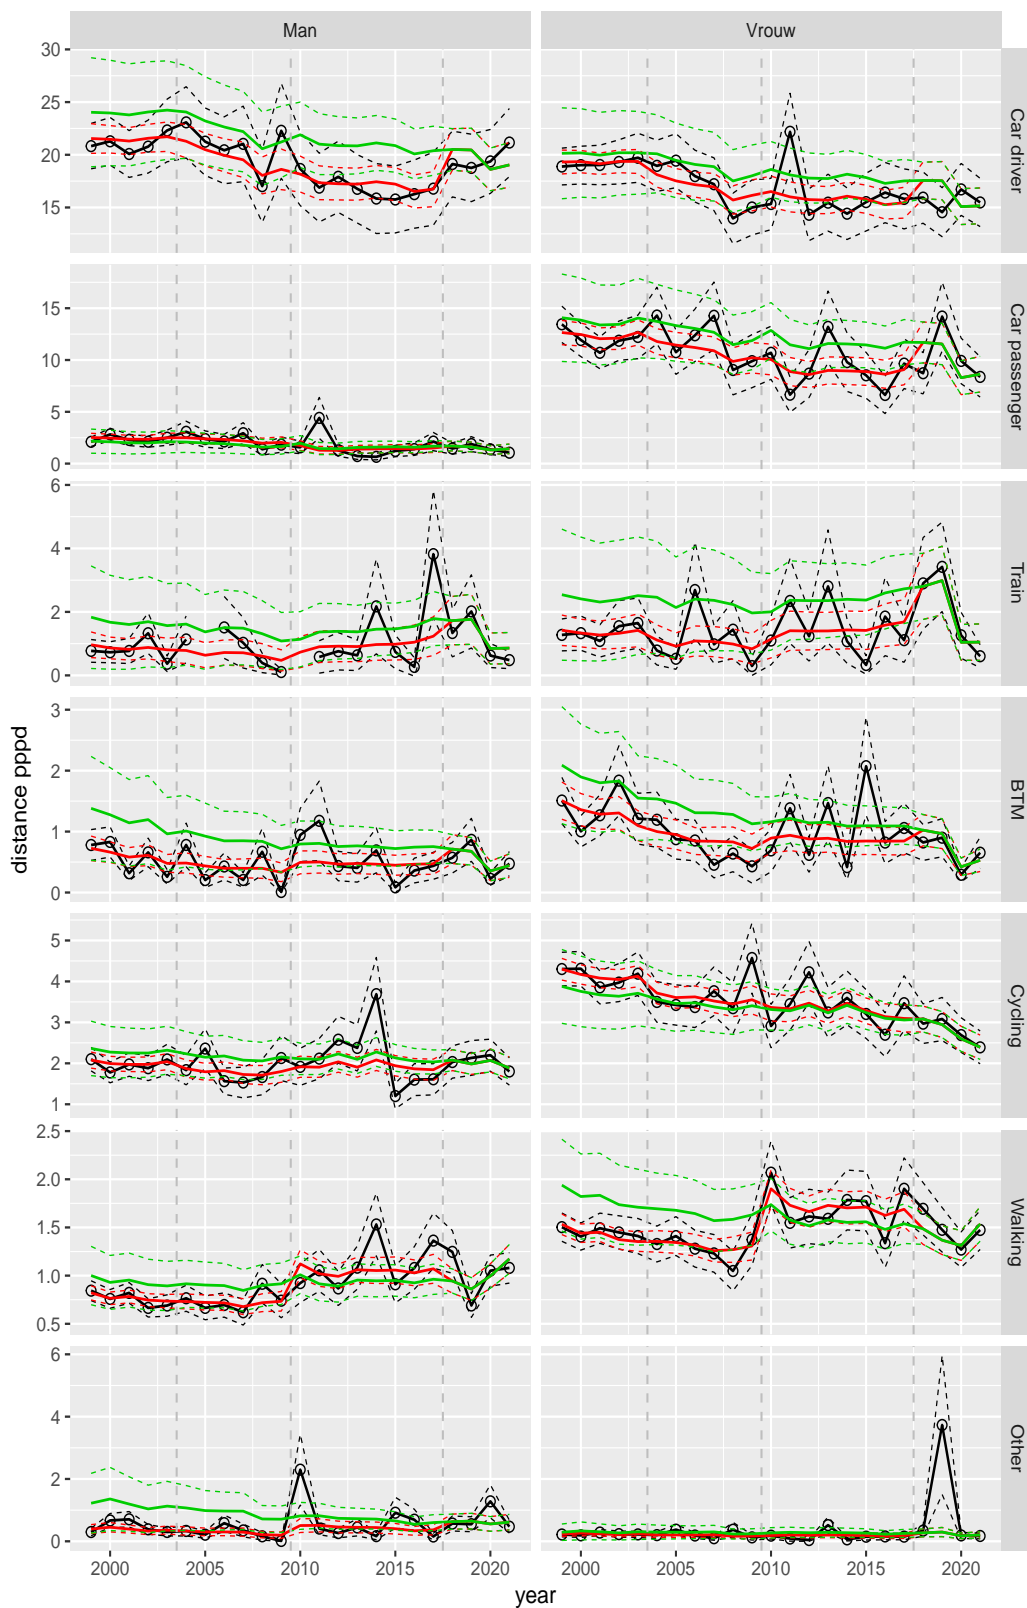 Man Vrouw
30
25
20
15
Car driver
15
10
5
0
Car passenger
6
4
2
0
Train
3
2
1
0
BTM
5
4
3
2
1
Cycling
2.5
2.0
1.5
1.0
0.5
Walking
6
4
2
0
Other
distance pppd
2000 2005 2010 2015 2020 2000 2005 2010 2015 2020
year